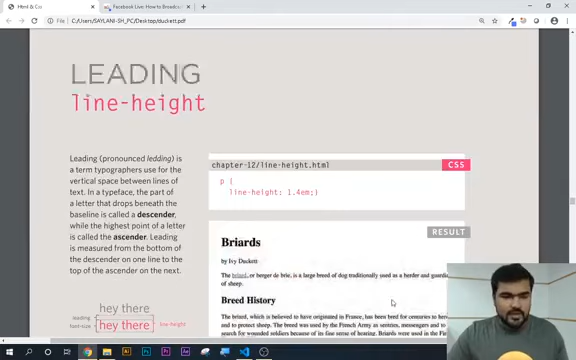 Html & Css
Facebook Live: How to Broadcast
File | C:/Users/SAYLANI-SH_PC/Desktop/duckett.pdf
LEADING
line-height
Leading (pronounced ledding) is
a term typographers use for the
vertical space between lines of
text. In a typeface, the part of
a letter that drops beneath the
baseline is called a descender,
while the highest point of a letter
is called the ascender. Leading
is measured from the bottom of
the descender on one line to the
top of the ascender on the next.
hey there
leading
font-size
hey there
line-height
chapter-12/line-height.html
CSS
p {
line-height: 1.4em;}
RESULT
Briards
by Ivy Duckett
The briard, or berger de brie, is a large breed of dog traditionally used as a herder and guardian
of sheep.
Breed History
The briard, which is believed to have originated in France, has been bred for centuries to her
and to protect sheep. The breed was used by the French Army as sentries, messengers and to
search for wounded soldiers because of its fine sense of hearing. Briards were used in the Fir